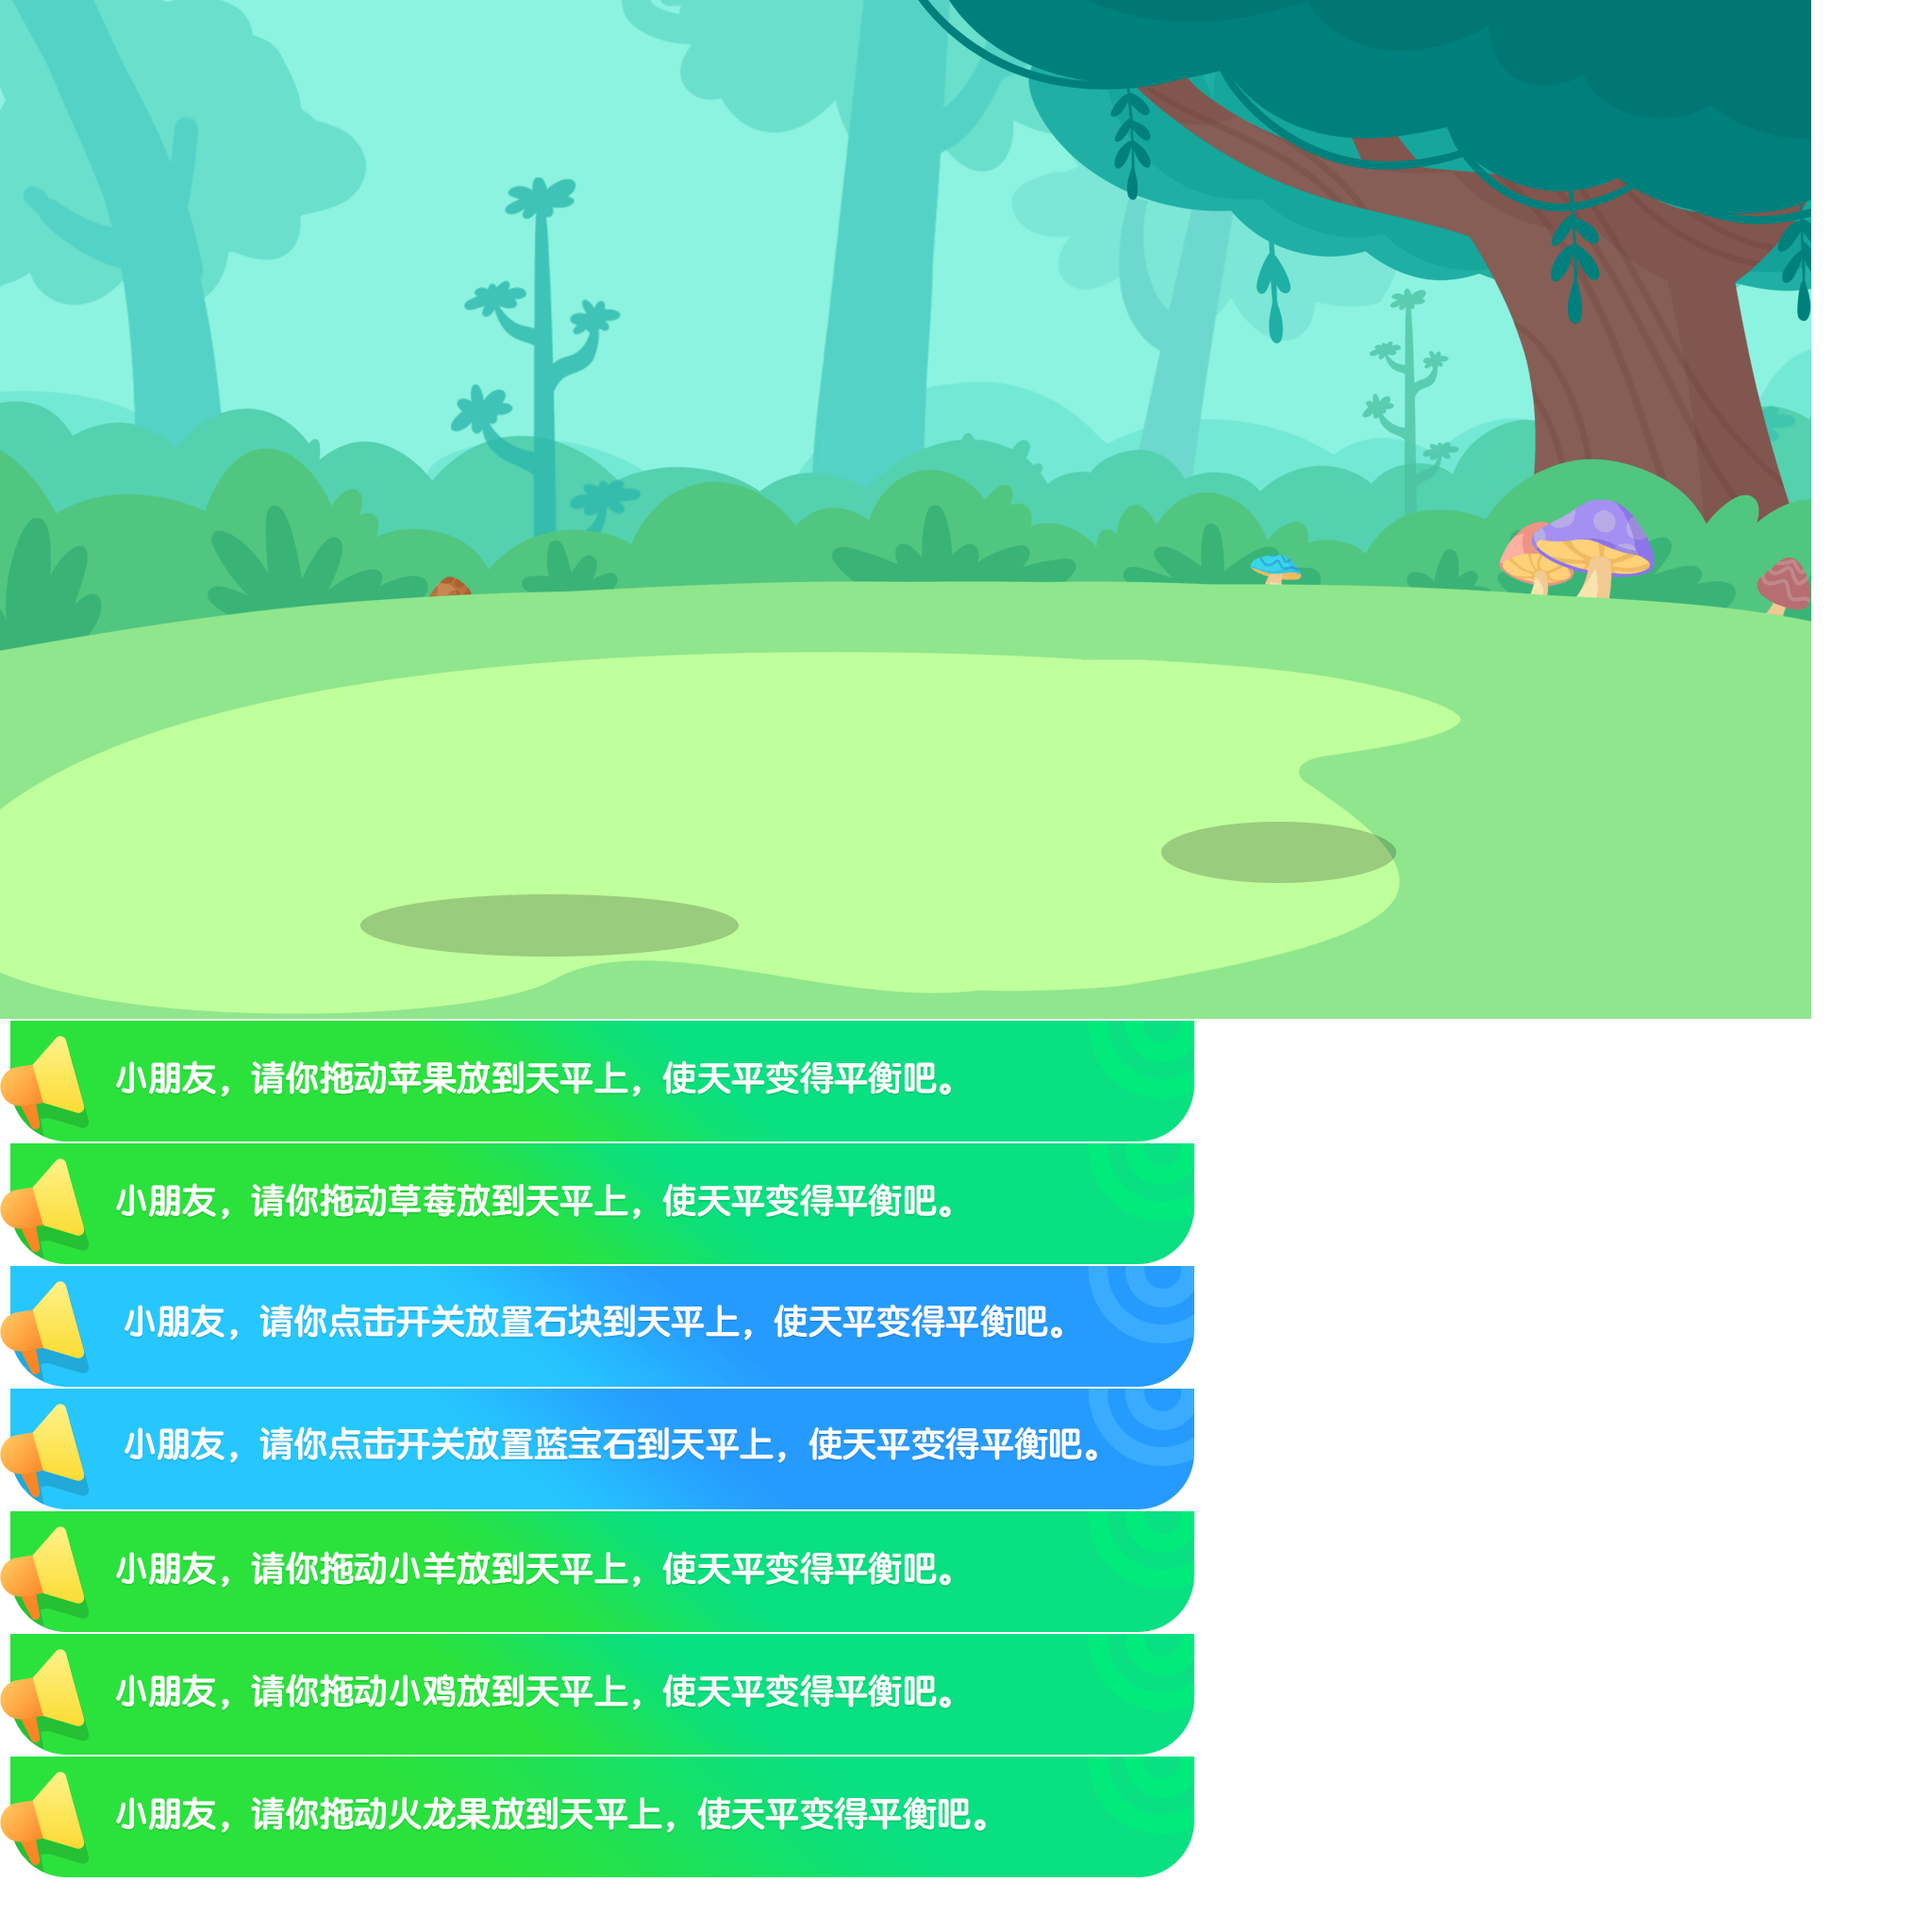 小朋友，请你拖动苹果放到天平上，使天平变得平衡吧。
小朋友，请你拖动草莓放到天平上，使天平变得平衡吧。
小朋友，请你点击开关放置石块到天平上，使天平变得平衡吧。
小朋友，请你点击开关放置蓝宝石到天平上，使天平变得平衡吧。
小朋友，请你拖动小羊放到天平上，使天平变得平衡吧。
小朋友，请你拖动小鸡放到天平上，使天平变得平衡吧。
小朋友，请你拖动火龙果放到天平上，使天平变得平衡吧。